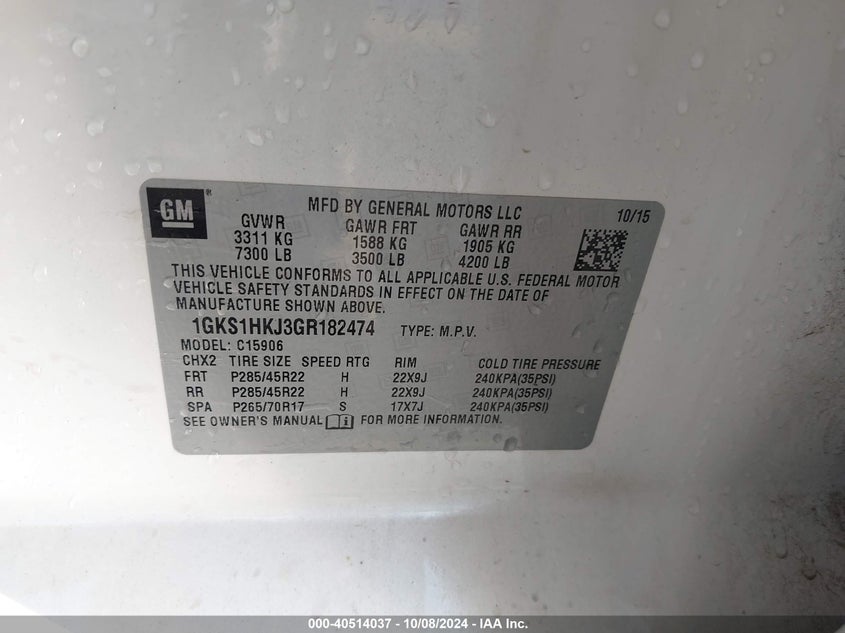 GM ®
MFD BY GENERAL MOTORS LLC 10/15
GVWR GAWR FRT GAWR RR
3311 KG 1588 KG 1905 KG
7300 LB 3500 LB 4200 LB
THIS VEHICLE CONFORMS TO ALL APPLICABLE U.S. FEDERAL MOTOR
VEHICLE SAFETY STANDARDS IN EFFECT ON THE DATE OF
MANUFACTURE SHOWN ABOVE.
1GKS1HKJ3GR182474 TYPE: M.P.V.
MODEL: C15906
CHX2 TIRE SIZE SPEED RTG RIM COLD TIRE PRESSURE
FRT P285/45R22 H 22X9J 240KPA(35PSI)
RR P285/45R22 H 22X9J 240KPA(35PSI)
SPA P265/70R17 S 17X7J 240KPA(35PSI)
SEE OWNER'S MANUAL FOR MORE INFORMATION.
000-40514037 - 10/08/2024 - IAA Inc.